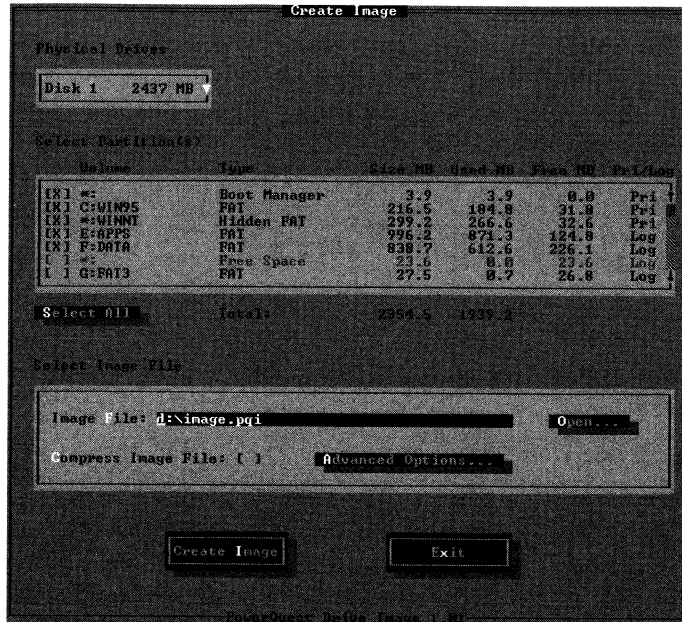 Create Image
Physical Drives
Disk 1 2437 MB
Select Partition(s)
Volume Type Size MB Used MB Free MB Pri/Log
[X] *: Boot Manager 3.9 3.9 0.0 Pri
[X] C:WIN95 FAT 216.5 184.8 31.8 Pri
[X] *:WINNT Hidden FAT 299.2 266.6 32.6 Pri
[X] E:APPS FAT 996.2 871.3 124.8 Log
[X] F:DATA FAT 838.7 612.6 226.1 Log
[ ] *: Free Space 23.6 0.0 23.6 Pri
[ ] G:FAT3 FAT 27.5 0.7 26.8 Log
Select All Total: 2354.5 1939.2
Select Image File
Image File: d:\image.pqi Open...
Compress Image File: [ ] Advanced Options...
Create Image Exit
PowerQuest Drive Image